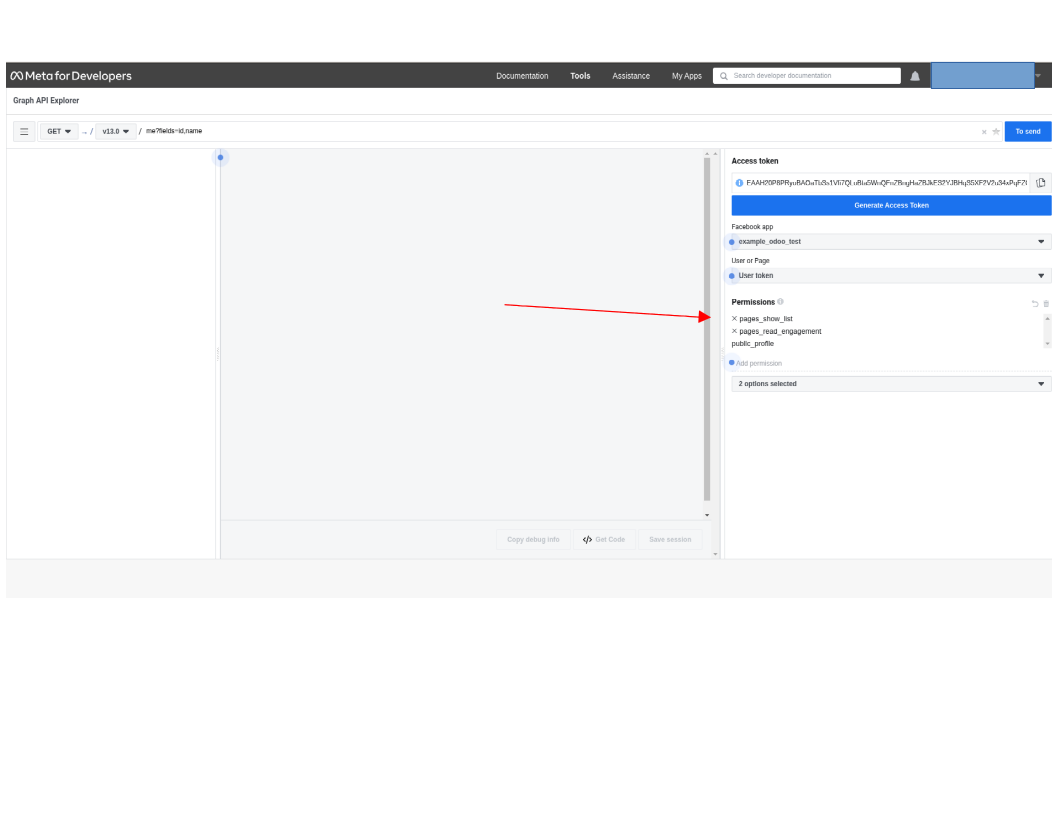 Meta for Developers Documentation Tools Assistance My Apps Search developer documentation
Graph API Explorer
GET → / v13.0 / me?fields=id,name × To send
Access token
Generate Access Token
Facebook app
example_odoo_test
User or Page
User token
Permissions
× pages_show_list
× pages_read_engagement
public_profile
Add permission
2 options selected
Copy debug info </> Get Code Save session